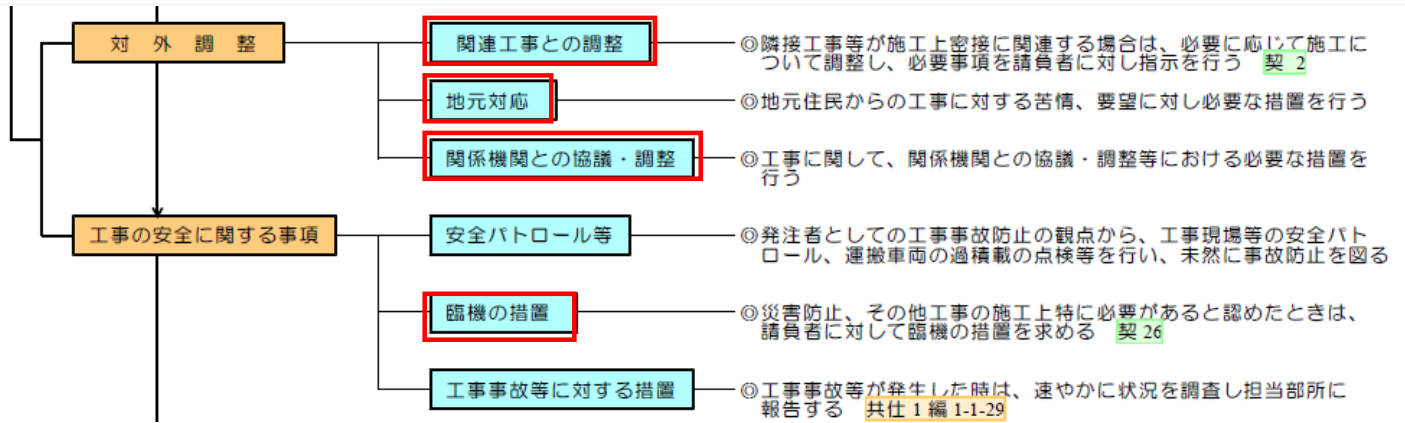 対 外 調 整
関連工事との調整
◎隣接工事等が施工上密接に関連する場合は、必要に応じて施工に
ついて調整し、必要事項を請負者に対し指示を行う 契 2
地元対応
◎地元住民からの工事に対する苦情、要望に対し必要な措置を行う
関係機関との協議・調整
◎工事に関して、関係機関との協議・調整等における必要な措置を
行う
工事の安全に関する事項
安全パトロール等
◎発注者としての工事事故防止の観点から、工事現場等の安全パト
ロール、運搬車両の過積載の点検等を行い、未然に事故防止を図る
臨機の措置
◎災害防止、その他工事の施工上特に必要があると認めたときは、
請負者に対して臨機の措置を求める 契 26
工事事故等に対する措置
◎工事事故等が発生した時は、速やかに状況を調査し担当部所に
報告する 共仕 1 編 1-1-29